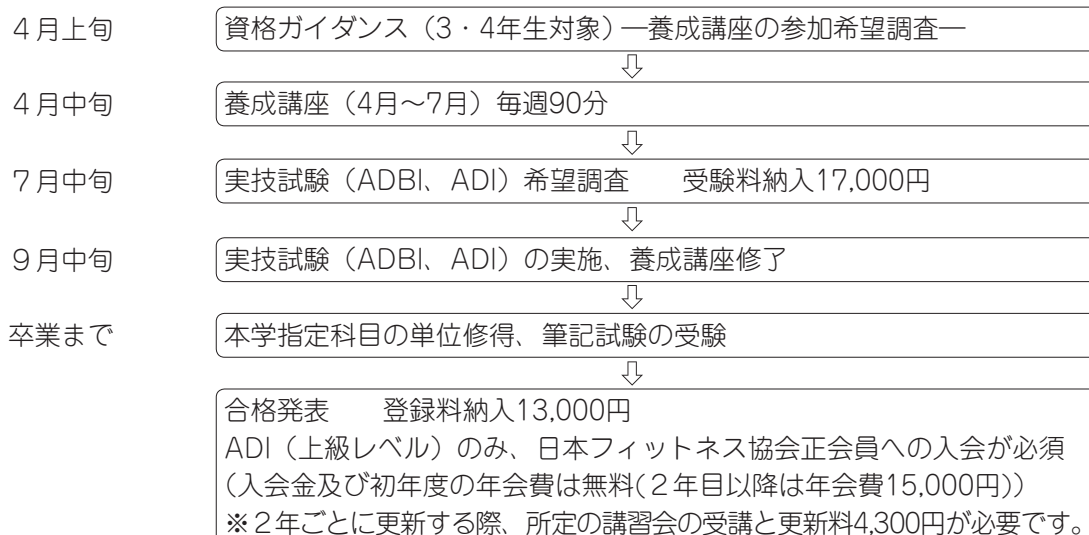 4月上旬 資格ガイダンス（3・4年生対象）―養成講座の参加希望調査―
4月中旬 養成講座（4月～7月）毎週90分
7月中旬 実技試験（ADBI、ADI）希望調査　　受験料納入17,000円
9月中旬 実技試験（ADBI、ADI）の実施、養成講座修了
卒業まで 本学指定科目の単位修得、筆記試験の受験
合格発表　　登録料納入13,000円
ADI（上級レベル）のみ、日本フィットネス協会正会員への入会が必須
(入会金及び初年度の年会費は無料(２年目以降は年会費15,000円))
※２年ごとに更新する際、所定の講習会の受講と更新料4,300円が必要です。